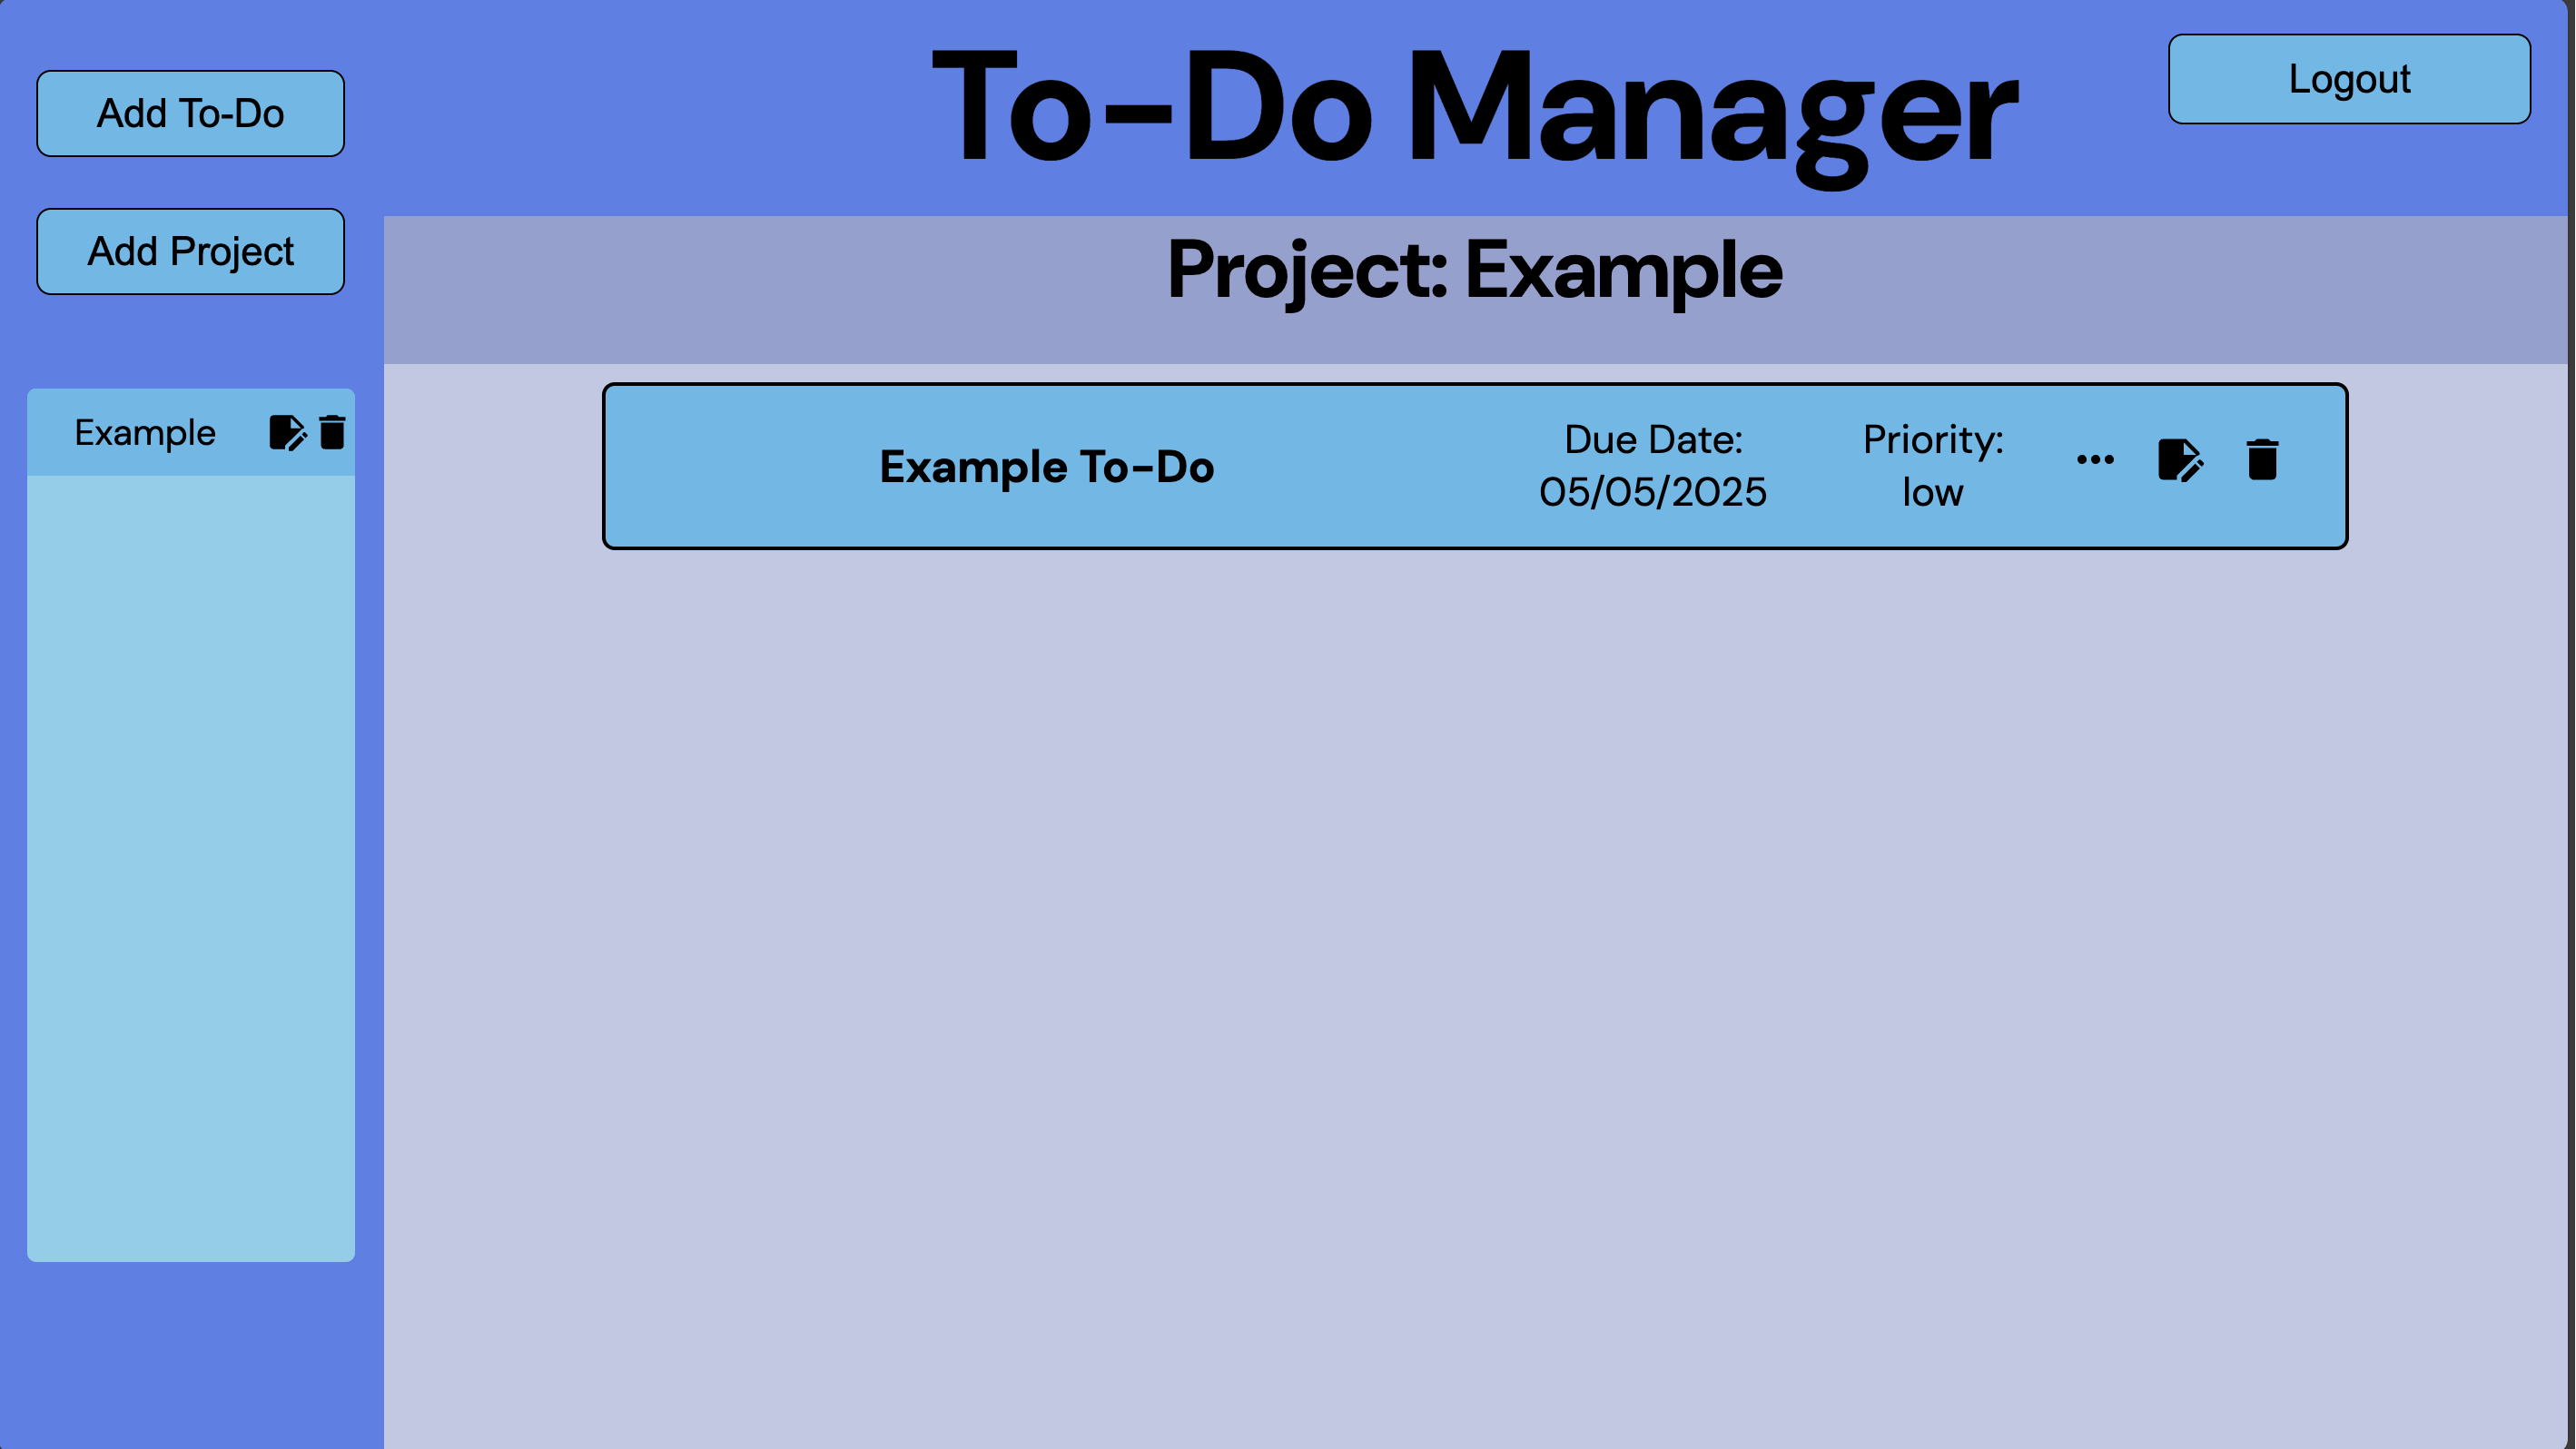 To-Do Manager
Logout
Add To-Do
Add Project
Project: Example
Example
Example To-Do
Due Date:
05/05/2025
Priority:
low